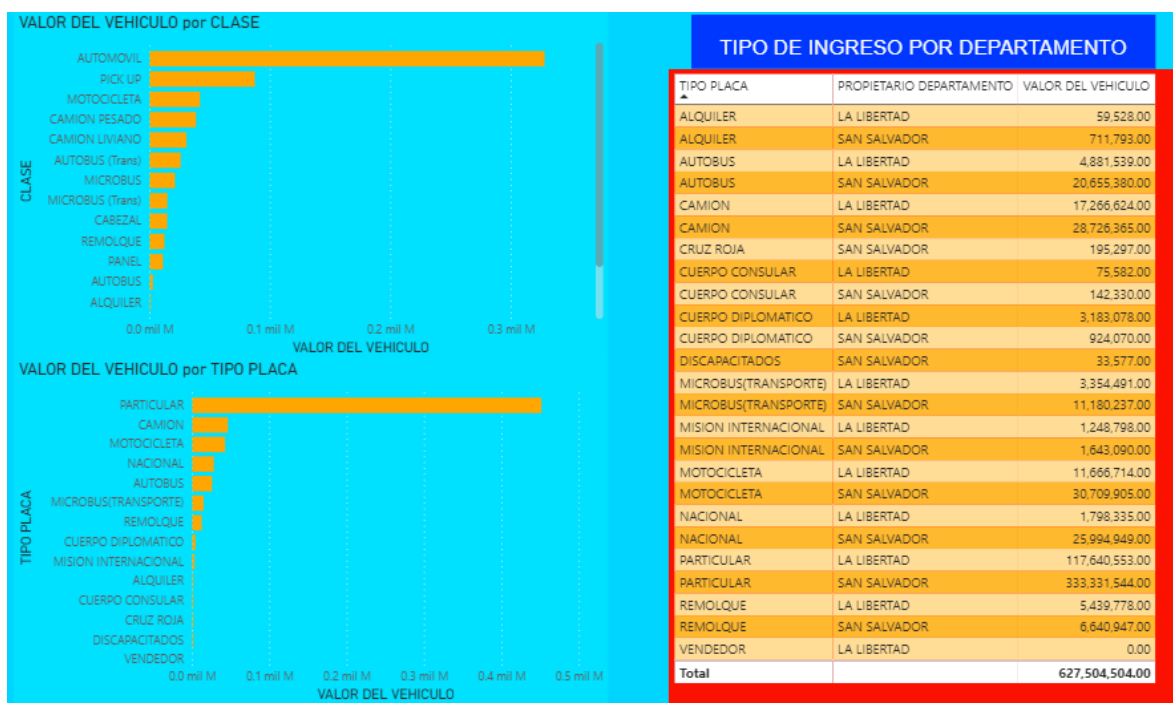 VALOR DEL VEHICULO por CLASE
CLASE
AUTOMOVIL
PICK UP
MOTOCICLETA
CAMION PESADO
CAMION LIVIANO
AUTOBUS (Trans)
MICROBUS
MICROBUS (Trans)
CABEZAL
REMOLQUE
PANEL
AUTOBUS
ALQUILER
0.0 mil M 0.1 mil M 0.2 mil M 0.3 mil M
VALOR DEL VEHICULO
VALOR DEL VEHICULO por TIPO PLACA
TIPO PLACA
PARTICULAR
CAMION
MOTOCICLETA
NACIONAL
AUTOBUS
MICROBUS(TRANSPORTE)
REMOLQUE
CUERPO DIPLOMATICO
MISION INTERNACIONAL
ALQUILER
CUERPO CONSULAR
CRUZ ROJA
DISCAPACITADOS
VENDEDOR
0.0 mil M 0.1 mil M 0.2 mil M 0.3 mil M 0.4 mil M 0.5 mil M
VALOR DEL VEHICULO
TIPO DE INGRESO POR DEPARTAMENTO
TIPO PLACA PROPIETARIO DEPARTAMENTO VALOR DEL VEHICULO
ALQUILER LA LIBERTAD 59,528.00
ALQUILER SAN SALVADOR 711,793.00
AUTOBUS LA LIBERTAD 4,881,539.00
AUTOBUS SAN SALVADOR 20,655,380.00
CAMION LA LIBERTAD 17,266,624.00
CAMION SAN SALVADOR 28,726,365.00
CRUZ ROJA SAN SALVADOR 195,297.00
CUERPO CONSULAR LA LIBERTAD 75,582.00
CUERPO CONSULAR SAN SALVADOR 142,330.00
CUERPO DIPLOMATICO LA LIBERTAD 3,183,078.00
CUERPO DIPLOMATICO SAN SALVADOR 924,070.00
DISCAPACITADOS SAN SALVADOR 33,577.00
MICROBUS(TRANSPORTE) LA LIBERTAD 3,354,491.00
MICROBUS(TRANSPORTE) SAN SALVADOR 11,180,237.00
MISION INTERNACIONAL LA LIBERTAD 1,248,798.00
MISION INTERNACIONAL SAN SALVADOR 1,643,090.00
MOTOCICLETA LA LIBERTAD 11,666,714.00
MOTOCICLETA SAN SALVADOR 30,709,905.00
NACIONAL LA LIBERTAD 1,798,335.00
NACIONAL SAN SALVADOR 25,994,949.00
PARTICULAR LA LIBERTAD 117,640,553.00
PARTICULAR SAN SALVADOR 333,331,544.00
REMOLQUE LA LIBERTAD 5,439,778.00
REMOLQUE SAN SALVADOR 6,640,947.00
VENDEDOR LA LIBERTAD 0.00
Total 627,504,504.00